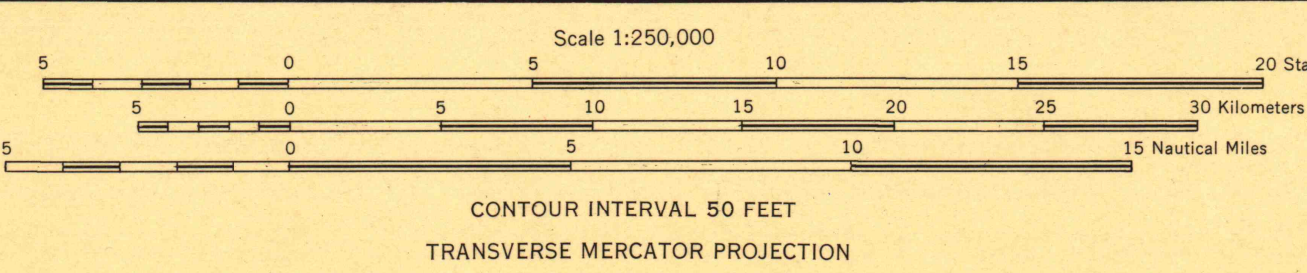 Scale 1:250,000
5 0 5 10 15 20 Sta
5 0 5 10 15 20 25 30 Kilometers
5 0 5 10 15 Nautical Miles
CONTOUR INTERVAL 50 FEET
TRANSVERSE MERCATOR PROJECTION